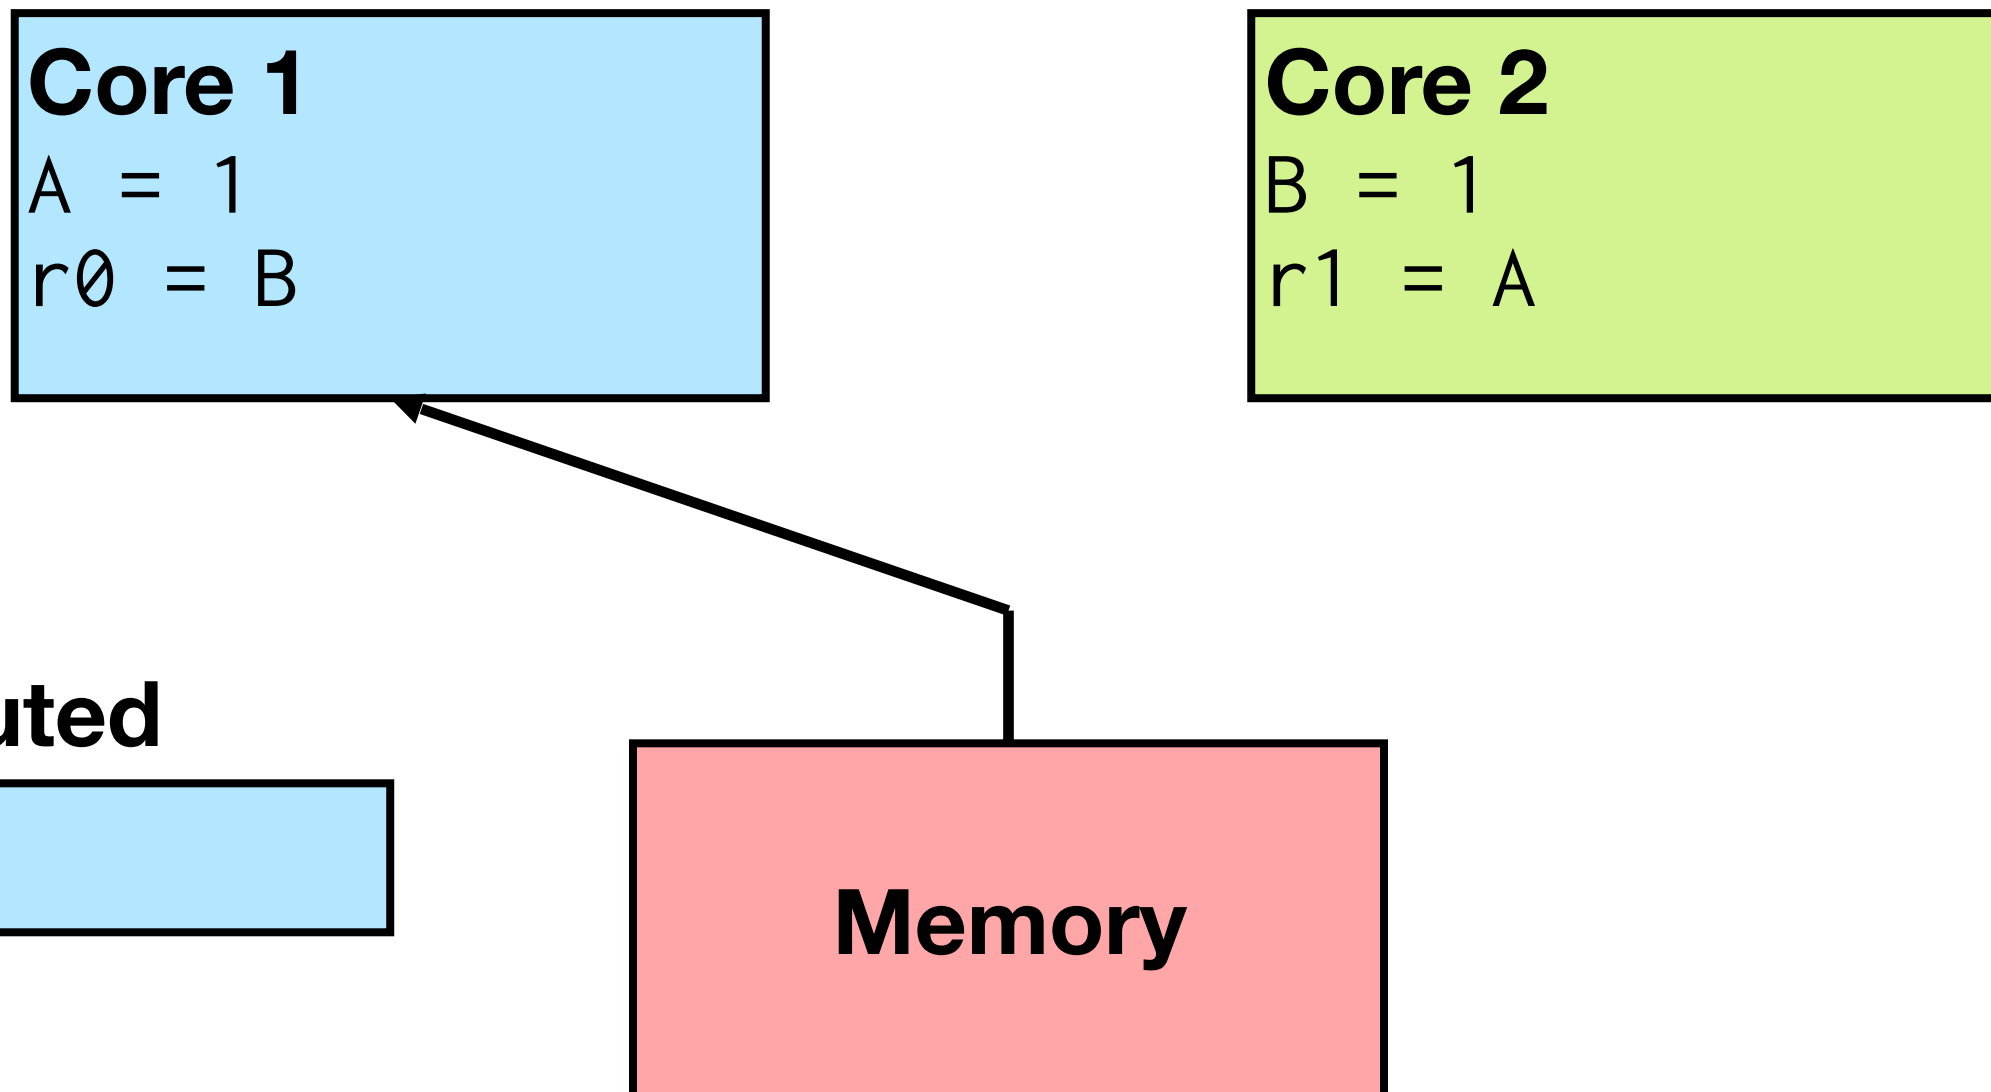 Core 1
A = 1
r0 = B
Core 2
B = 1
r1 = A
uted
Memory